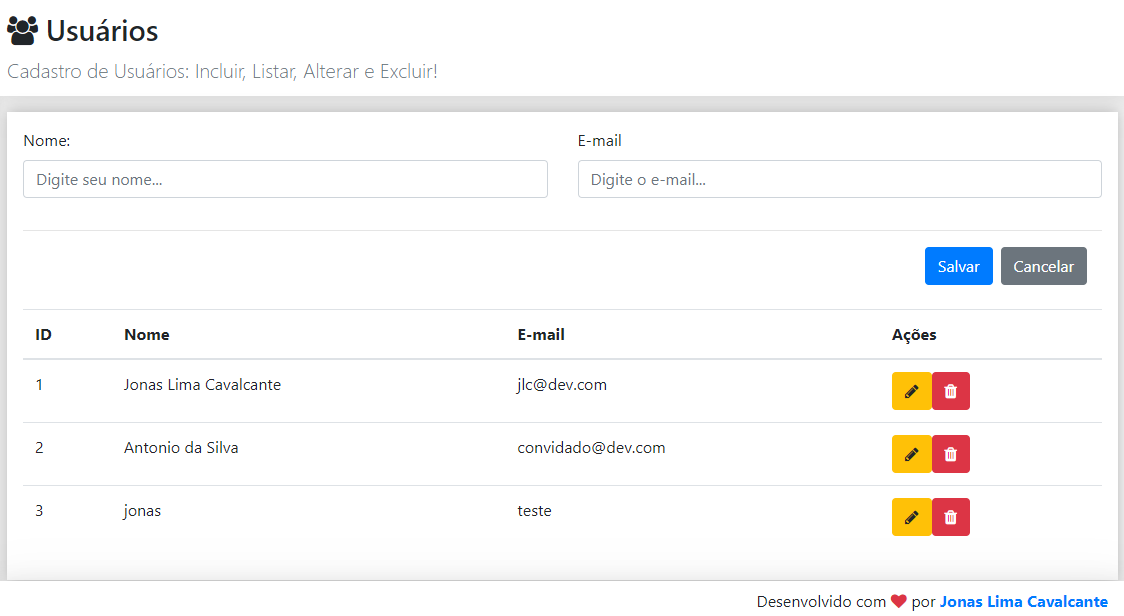 Usuários
Cadastro de Usuários: Incluir, Listar, Alterar e Excluir!
Nome: E-mail
Digite seu nome... Digite o e-mail...
Salvar Cancelar
ID Nome E-mail Ações
1 Jonas Lima Cavalcante jlc@dev.com
2 Antonio da Silva convidado@dev.com
3 jonas teste
Desenvolvido com ❤ por Jonas Lima Cavalcante